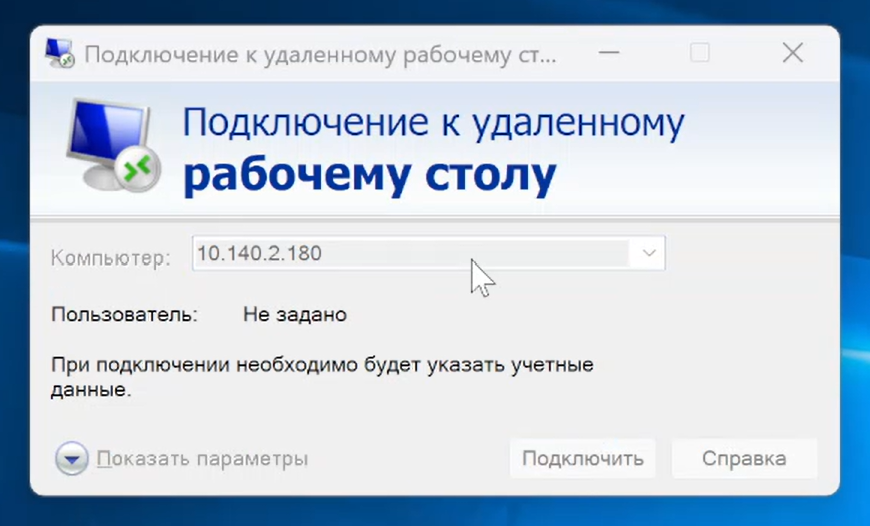 Подключение к удаленному рабочему ст...
Подключение к удаленному
рабочему столу
Компьютер: 10.140.2.180
Пользователь: Не задано
При подключении необходимо будет указать учетные
данные.
Показать параметры Подключить Справка